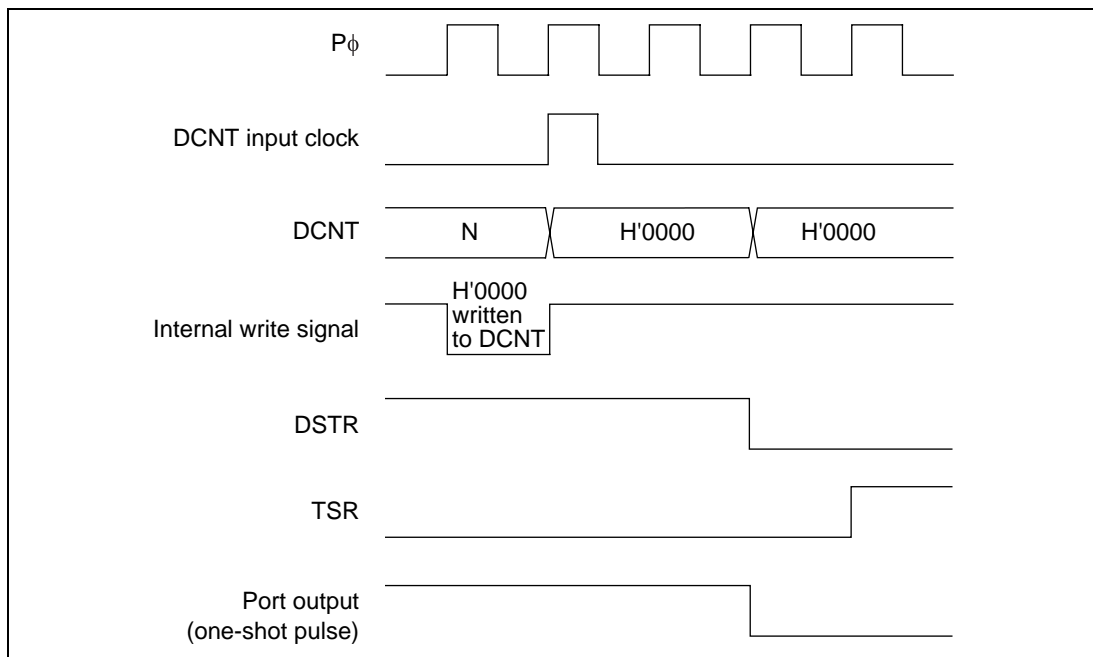 Pϕ
DCNT input clock
DCNT
N
H'0000
H'0000
H'0000
written
to DCNT
Internal write signal
DSTR
TSR
Port output
(one-shot pulse)